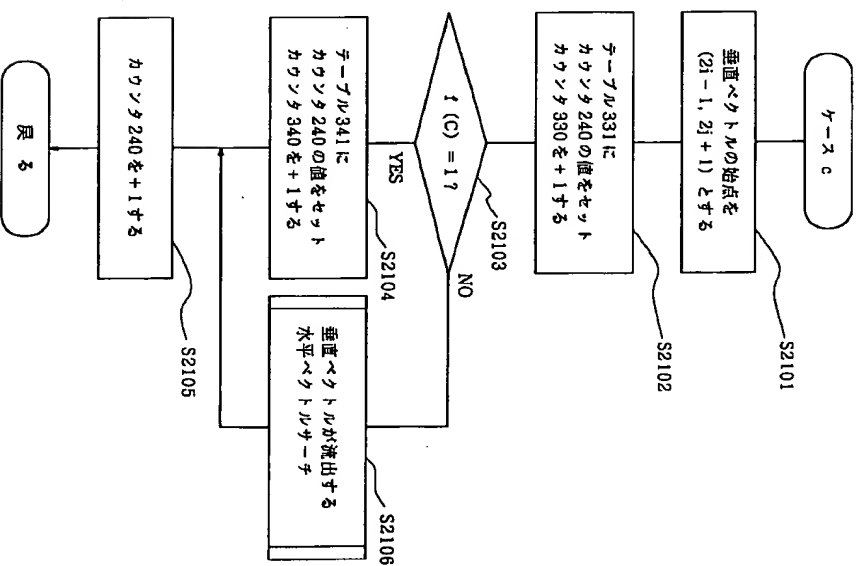 ケース c
垂直ベクトルの始点を
(2i-1, 2j+1) とする
S2101
テーブル331に
カウンタ240の値をセット
カウンタ330を+1する
S2102
f (C) =1?
S2103
YES
NO
テーブル341に
カウンタ240の値をセット
カウンタ340を+1する
S2104
垂直ベクトルが流出する
水平ベクトルサーチ
S2106
カウンタ240を+1する
S2105
戻 る